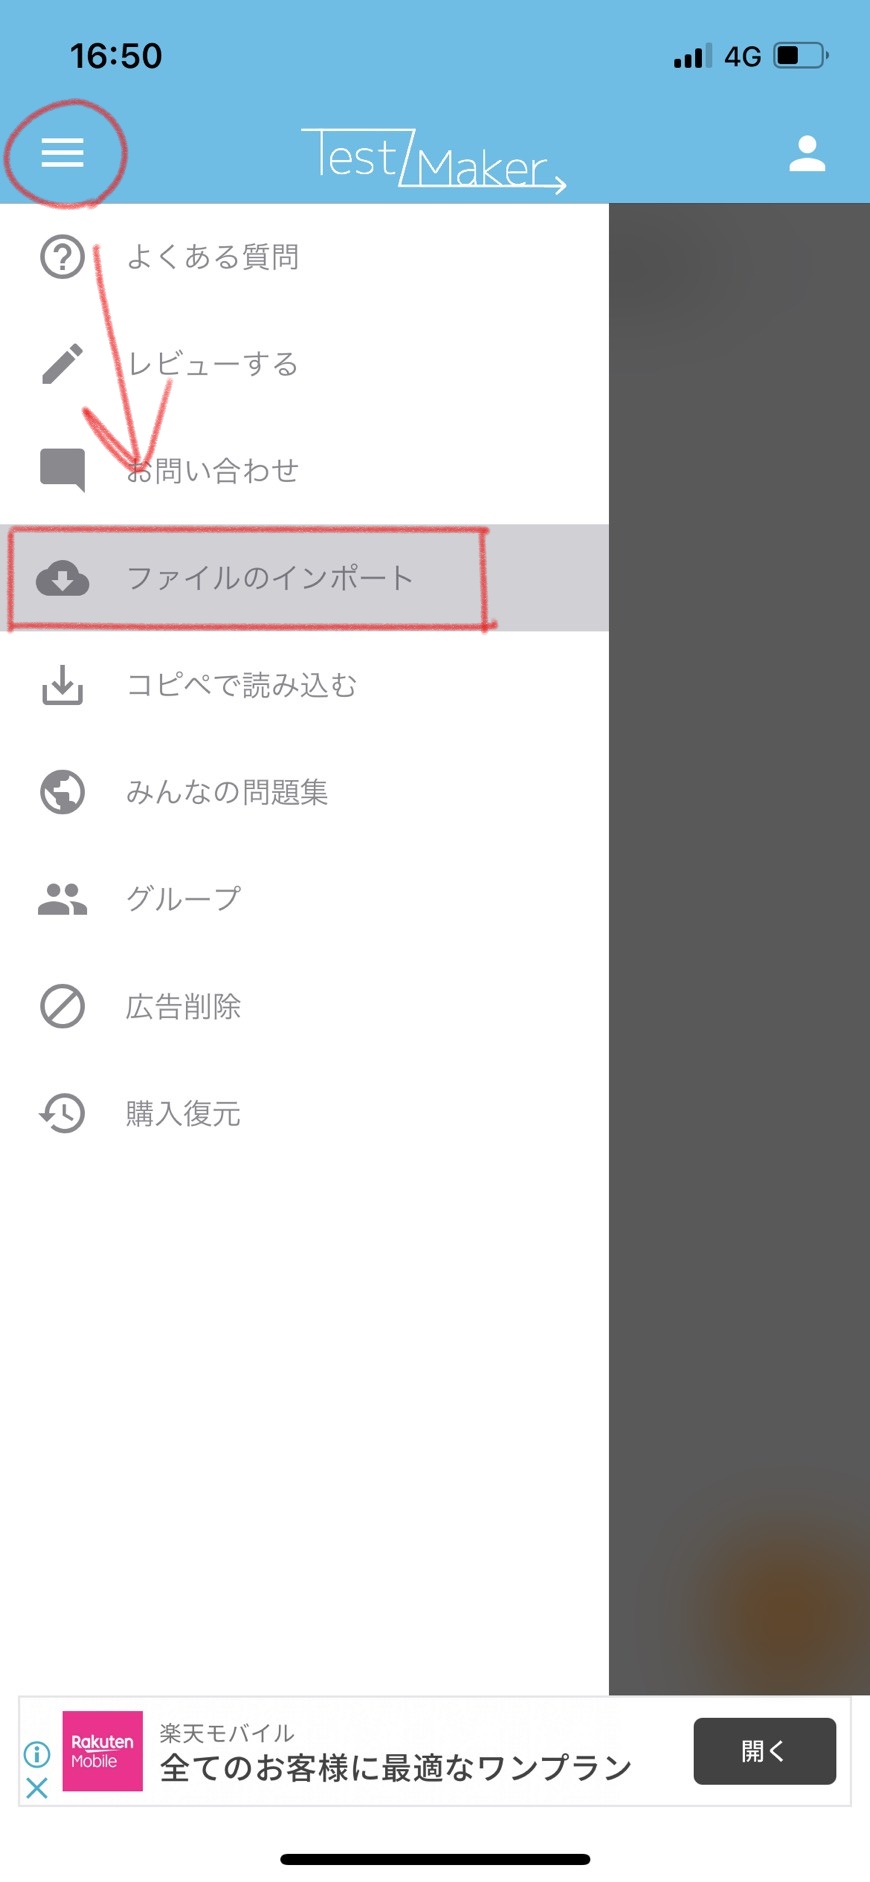 16:50
4G
Test Maker
よくある質問
レビューする
お問い合わせ
ファイルのインポート
コピペで読み込む
みんなの問題集
グループ
広告削除
購入復元
Rakuten
Mobile
楽天モバイル
全てのお客様に最適なワンプラン
開く